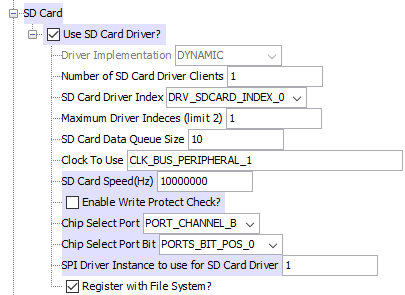 SD Card
Use SD Card Driver?
Driver Implementation DYNAMIC
Number of SD Card Driver Clients 1
SD Card Driver Index DRV_SDCARD_INDEX_0
Maximum Driver Indeces (limit 2) 1
SD Card Data Queue Size 10
Clock To Use CLK_BUS_PERIPHERAL_1
SD Card Speed(Hz) 10000000
Enable Write Protect Check?
Chip Select Port PORT_CHANNEL_B
Chip Select Port Bit PORTS_BIT_POS_0
SPI Driver Instance to use for SD Card Driver 1
Register with File System?